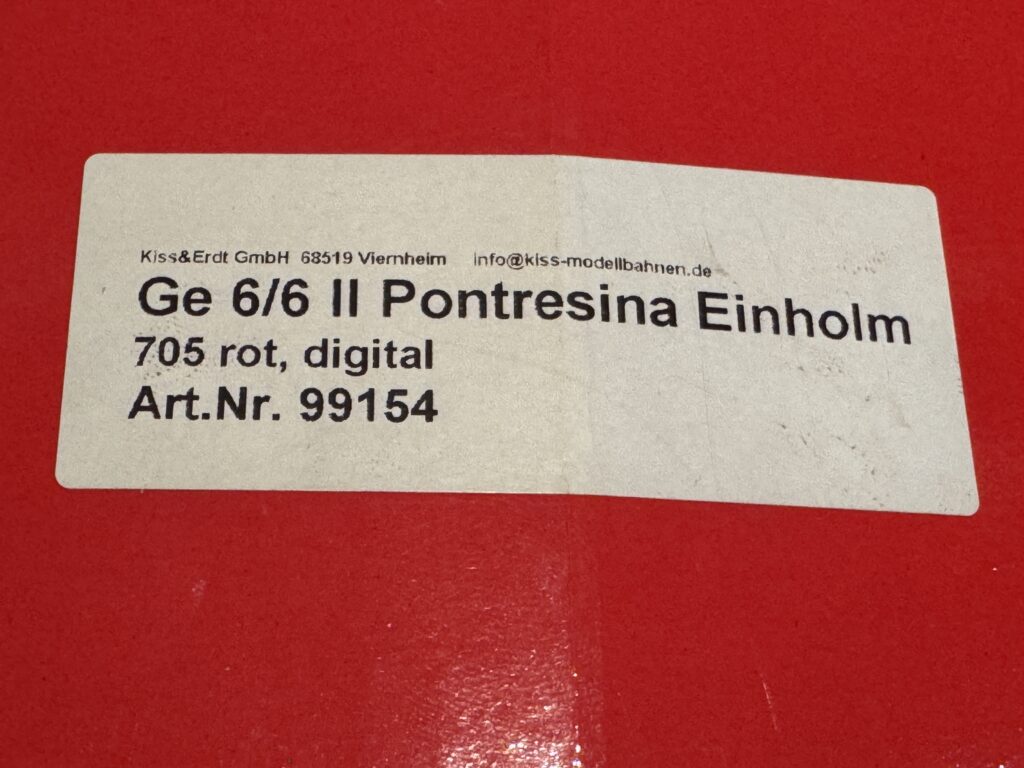 Kiss&Erdt GmbH 68519 Viernheim info@kiss-modellbahnen.de
Ge 6/6 II Pontresina Einholm
705 rot, digital
Art.Nr. 99154